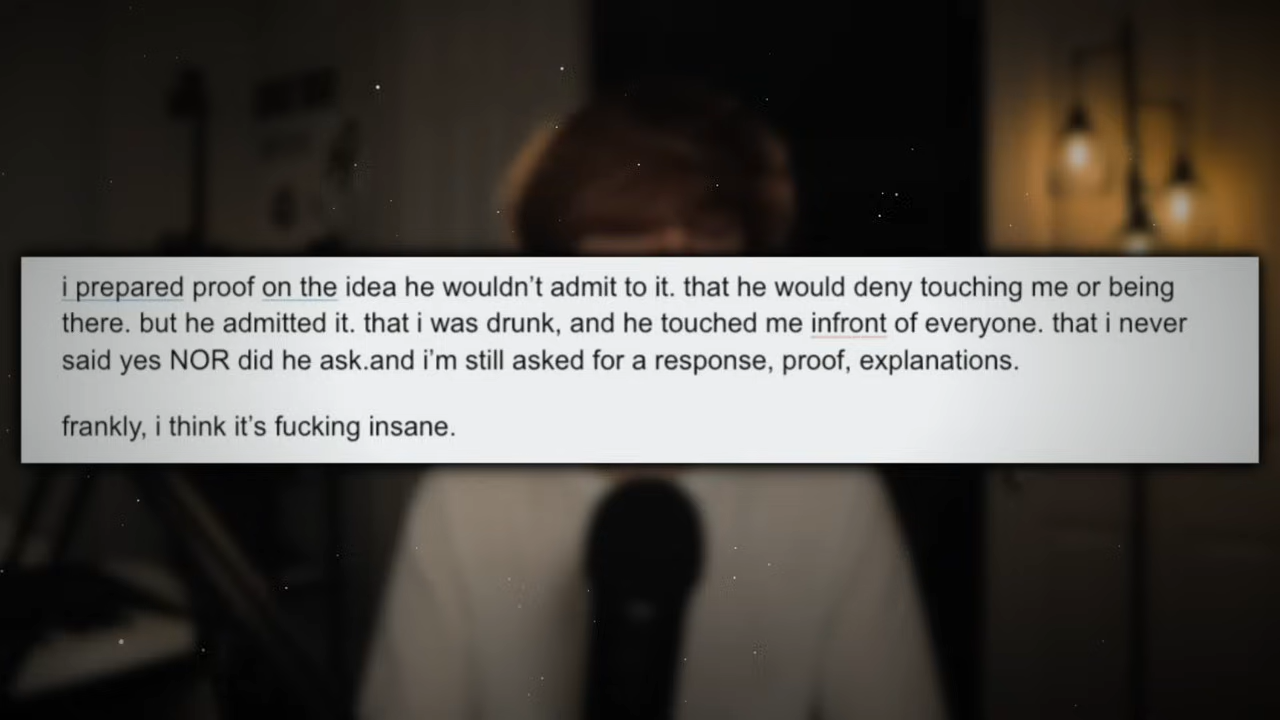 i prepared proof on the idea he wouldn't admit to it. that he would deny touching me or being
there. but he admitted it. that i was drunk, and he touched me infront of everyone. that i never
said yes NOR did he ask.and i'm still asked for a response, proof, explanations.
frankly, i think it's fucking insane.